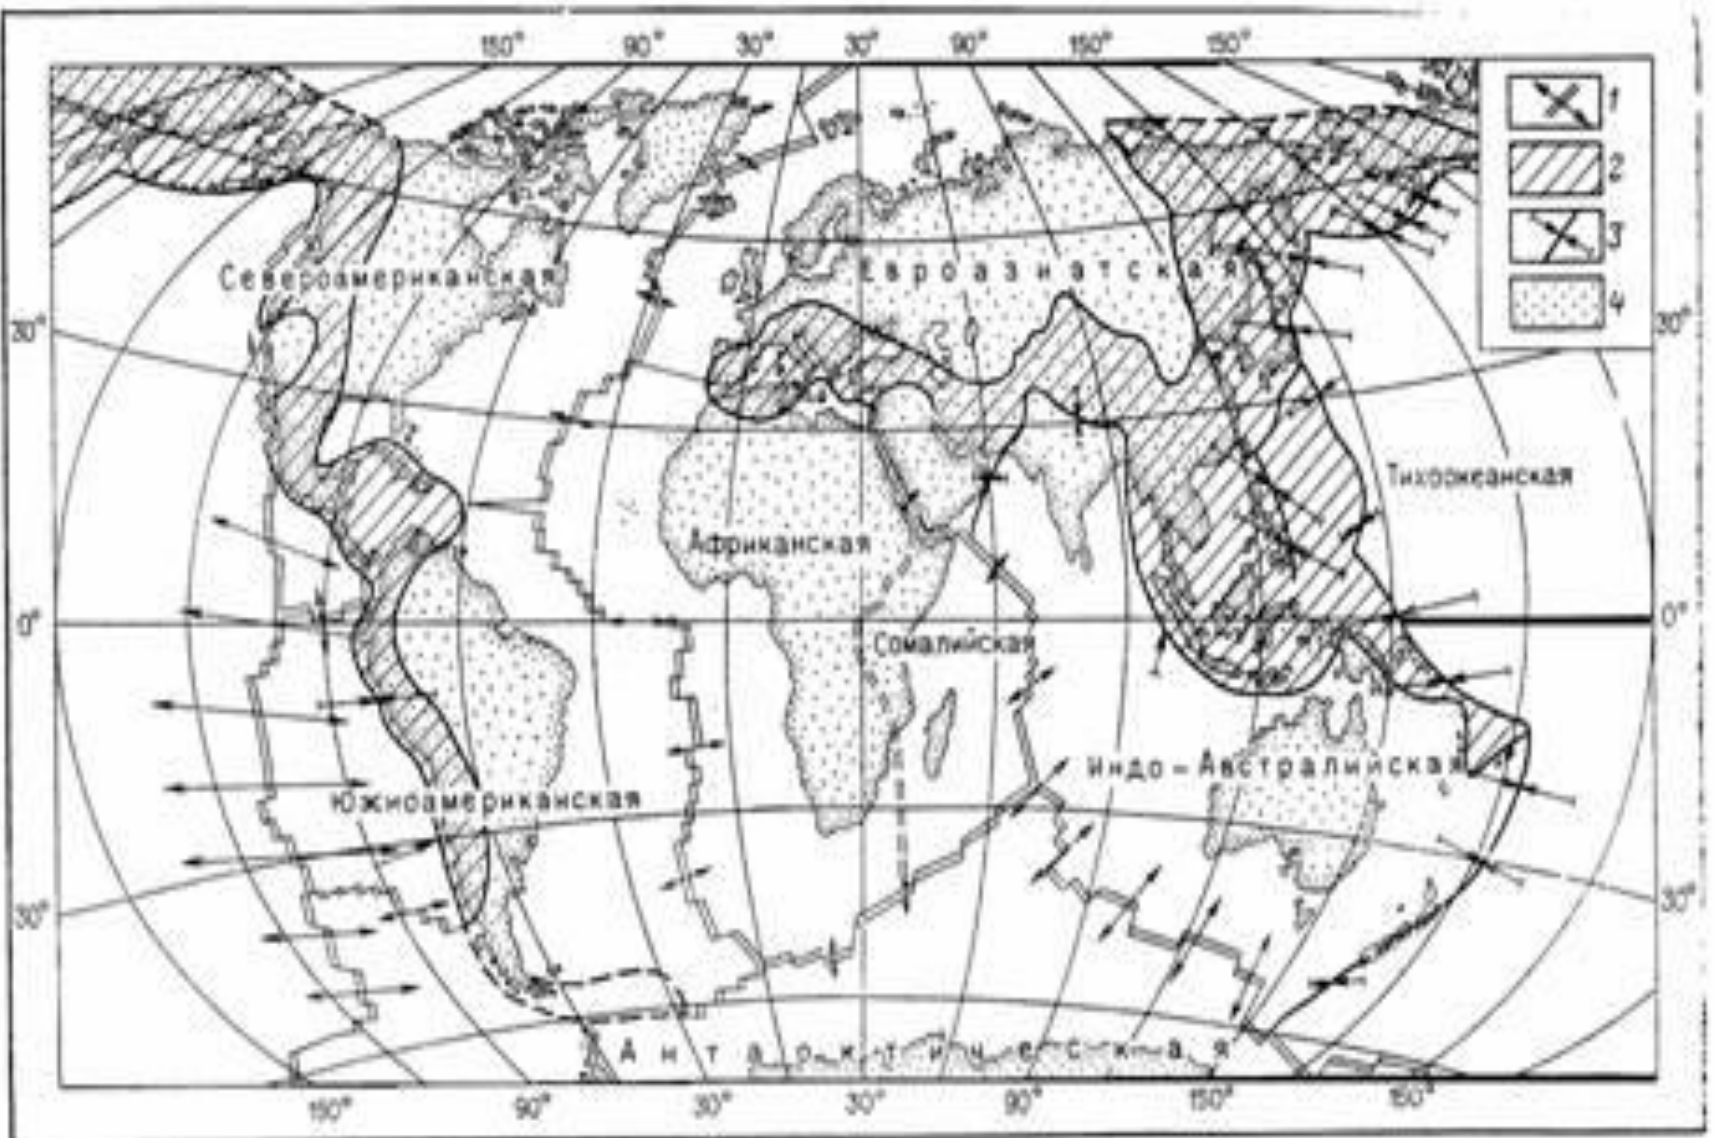 150° 90° 30° 30° 90° 150° 150°
1
2
3
4
Североамериканская
Евроазиатская
30° 30°
Тихоокеанская
Африканская
0° 0°
Сомалийская
Индо-Австралийская
Южноамериканская
30° 30°
Антарктическая
150° 90° 30° 30° 90° 150° 150°